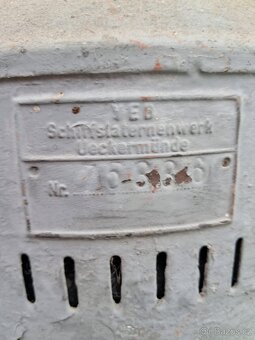 VEB
Schiffslaternenwerk
Ueckermünde
Nr.